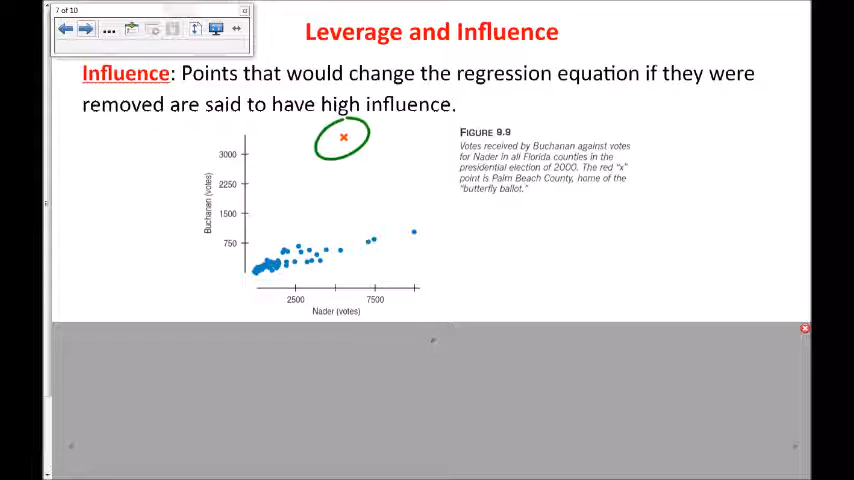 7 of 10
Leverage and Influence
Influence: Points that would change the regression equation if they were
removed are said to have high influence.
FIGURE 9.9
Votes received by Buchanan against votes
for Nader in all Florida counties in the
presidential election of 2000. The red "x"
point is Palm Beach County, home of the
"butterfly ballot."
Buchanan (votes)
3000
2250
1500
750
2500
7500
Nader (votes)